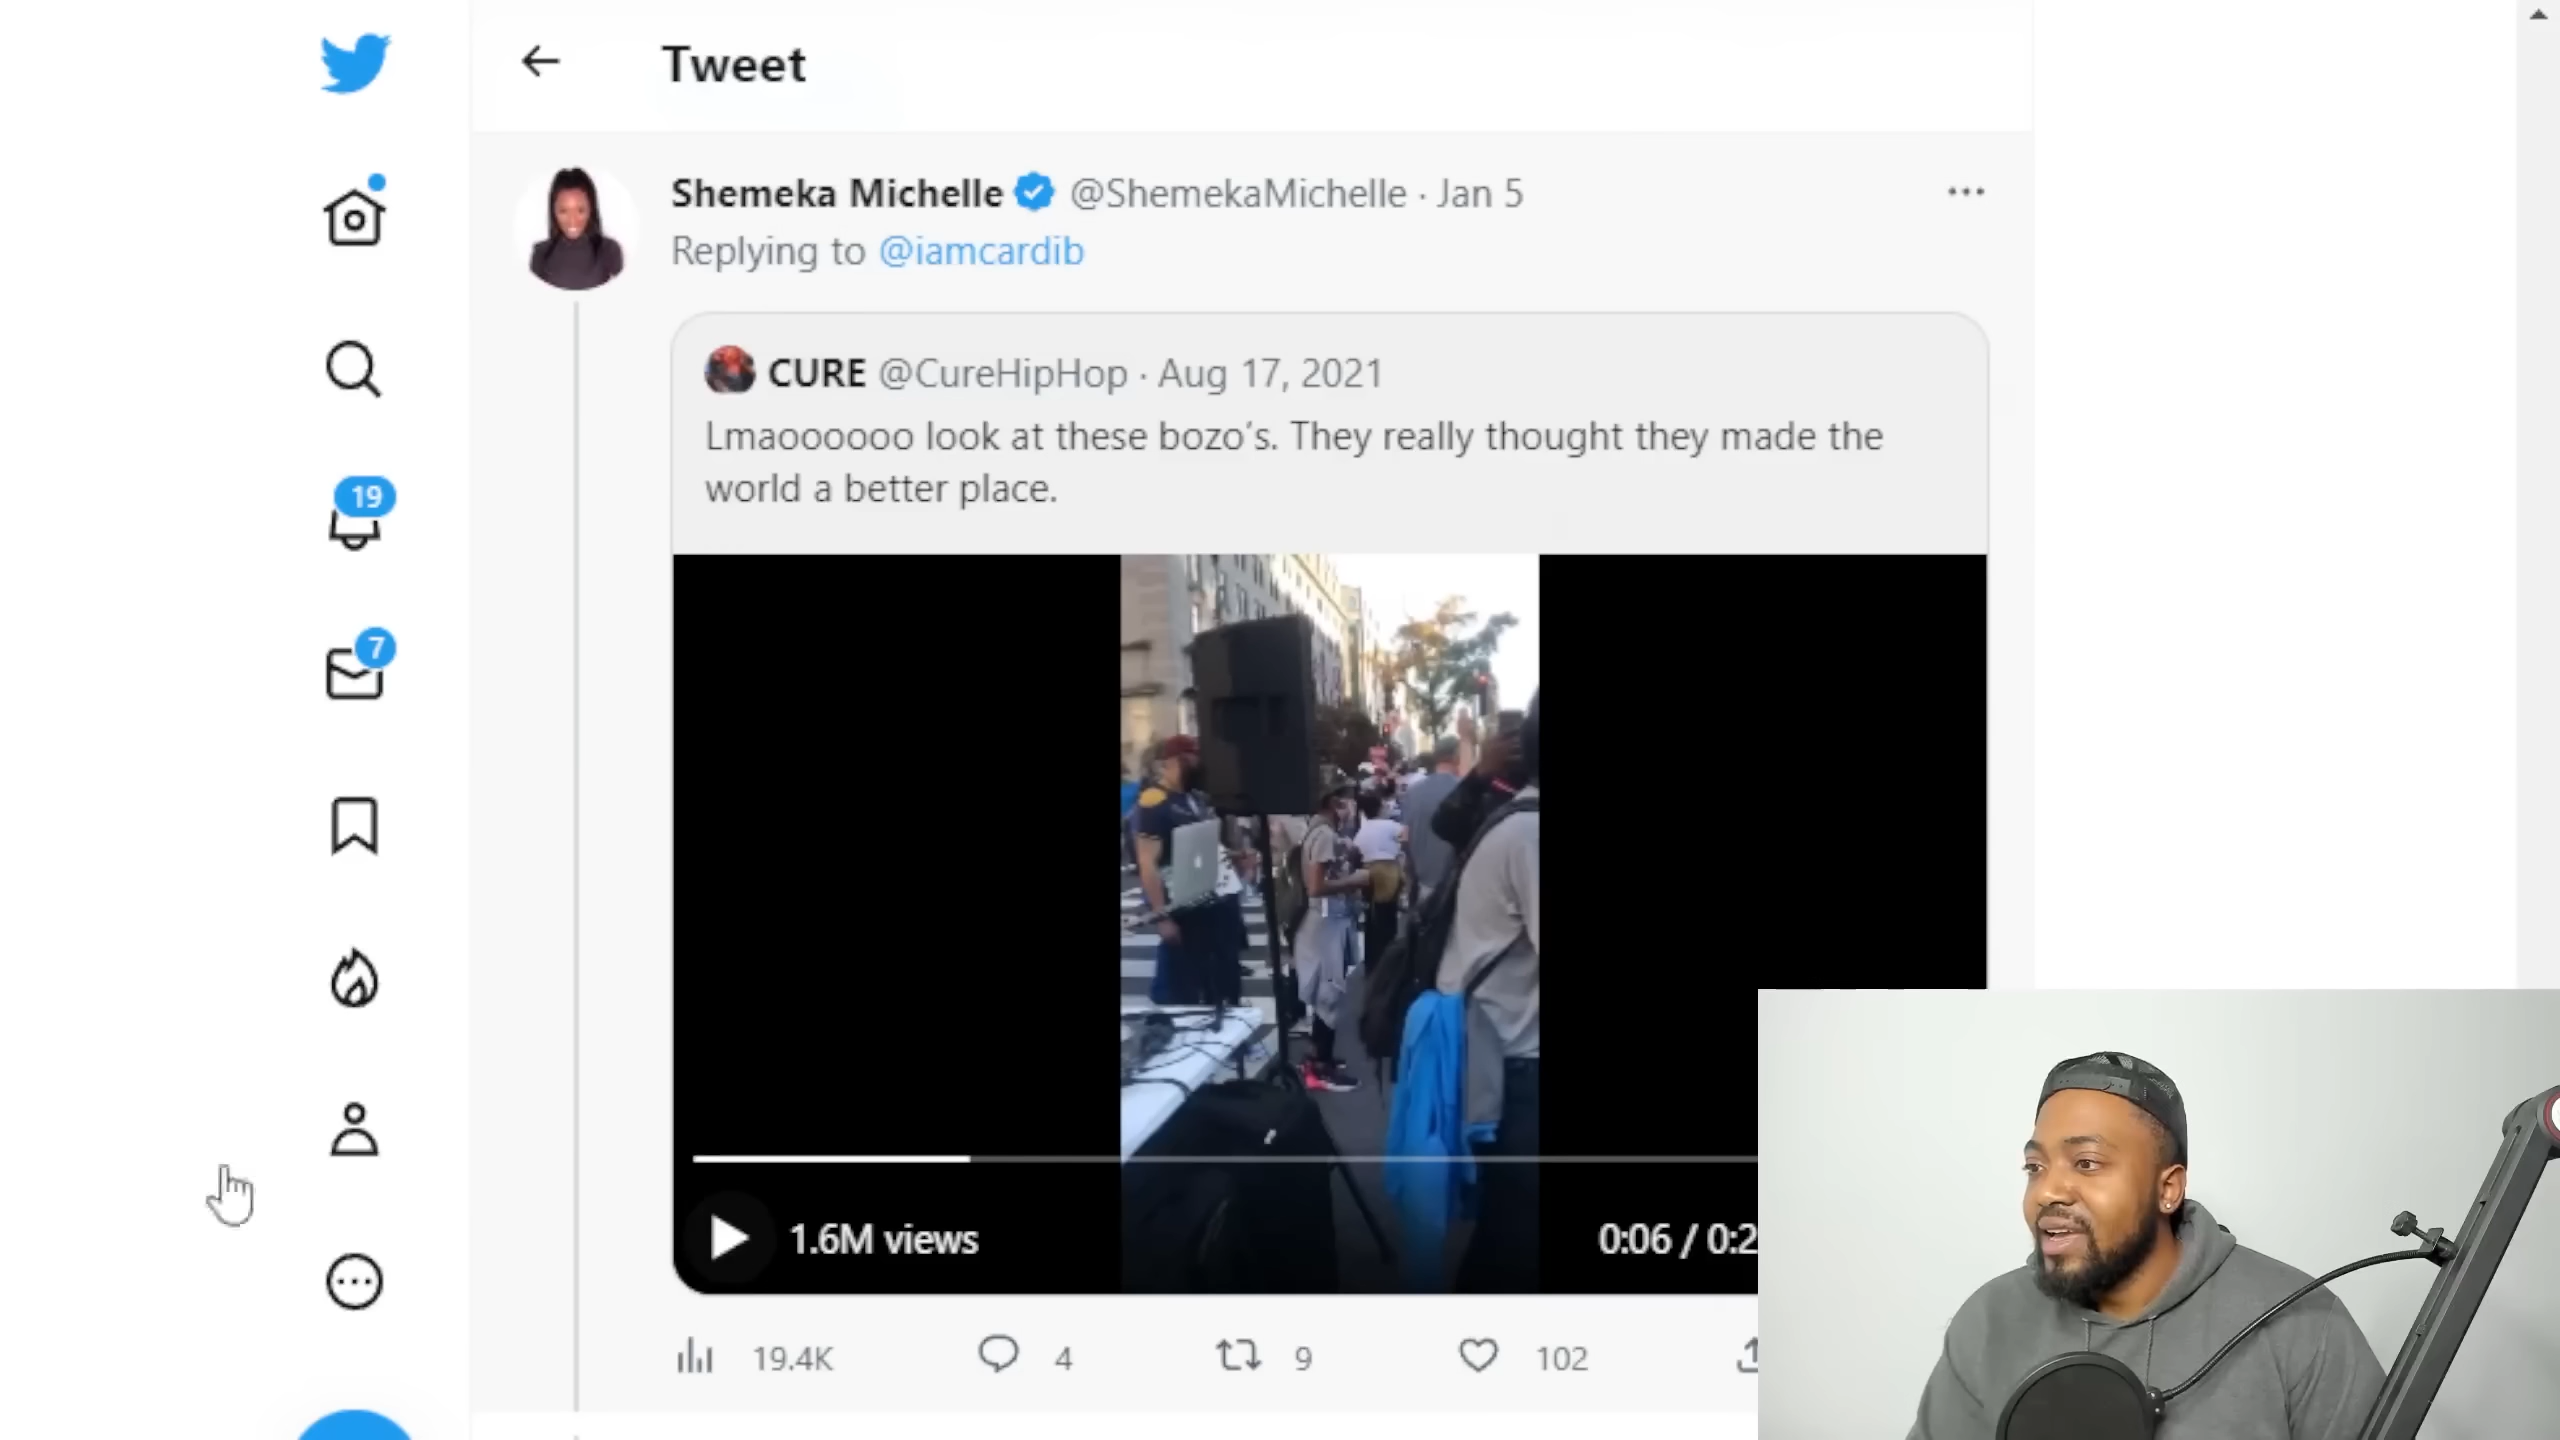 Tweet
Shemeka Michelle @ShemekaMichelle · Jan 5
Replying to @iamcardib
CURE @CureHipHop · Aug 17, 2021
Lmaoooooo look at these bozo's. They really thought they made the
world a better place.
19
7
1.6M views
0:06 / 0:2
19.4K
4
9
102